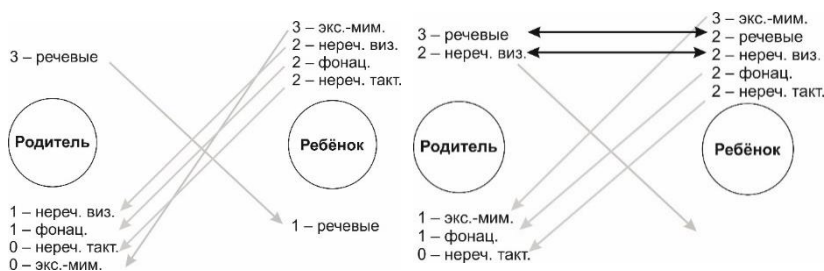 3 – речевые
3 – экс.-мим.
2 – нереч. виз.
2 – фонац.
2 – нереч. такт.
Родитель
Ребёнок
1 – нереч. виз.
1 – фонац.
0 – нереч. такт.
0 – экс.-мим.
1 – речевые
3 – речевые
2 – нереч. виз.
3 – экс.-мим.
2 – речевые
2 – нереч. виз.
2 – фонац.
2 – нереч. такт.
Родитель
Ребёнок
1 – экс.-мим.
1 – фонац.
0 – нереч. такт.